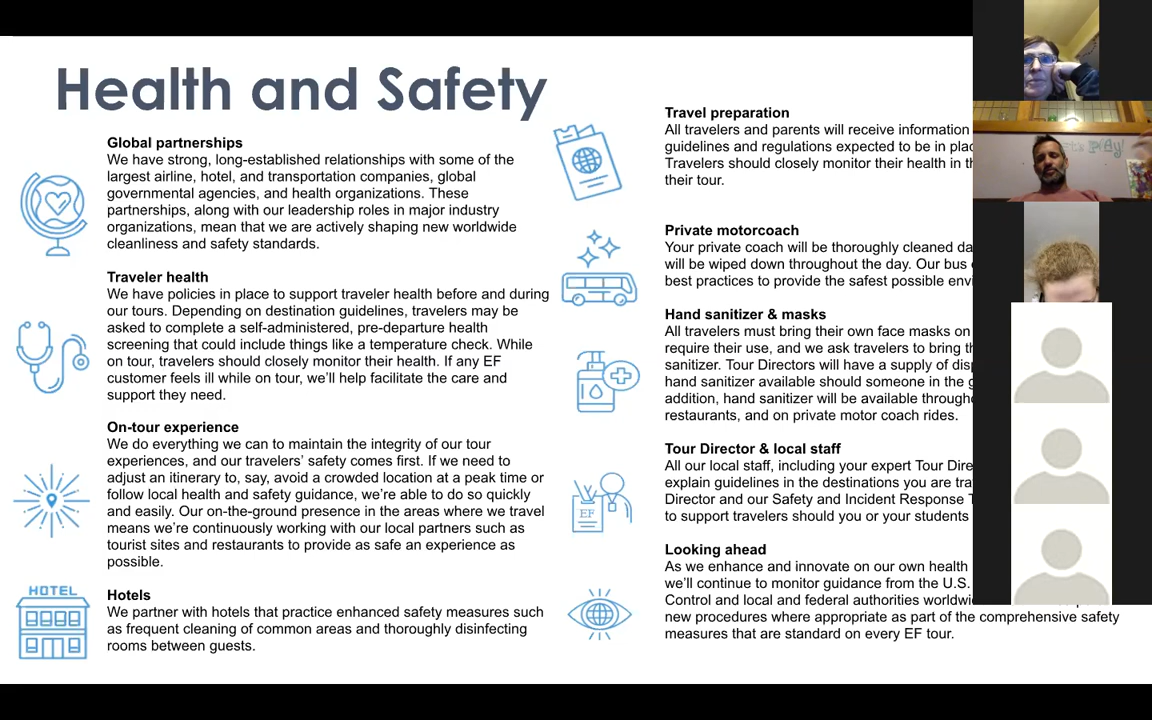 Health and Safety
Global partnerships
We have strong, long-established relationships with some of the
largest airline, hotel, and transportation companies, global
governmental agencies, and health organizations. These
partnerships, along with our leadership roles in major industry
organizations, mean that we are actively shaping new worldwide
cleanliness and safety standards.
Traveler health
We have policies in place to support traveler health before and during
our tours. Depending on destination guidelines, travelers may be
asked to complete a self-administered, pre-departure health
screening that could include things like a temperature check. While
on tour, travelers should closely monitor their health. If any EF
customer feels ill while on tour, we’ll help facilitate the care and
support they need.
On-tour experience
We do everything we can to maintain the integrity of our tour
experiences, and our travelers’ safety comes first. If we need to
adjust an itinerary to, say, avoid a crowded location at a peak time or
follow local health and safety guidance, we’re able to do so quickly
and easily. Our on-the-ground presence in the areas where we travel
means we’re continuously working with our local partners such as
tourist sites and restaurants to provide as safe an experience as
possible.
HOTEL
Hotels
We partner with hotels that practice enhanced safety measures such
as frequent cleaning of common areas and thoroughly disinfecting
rooms between guests.
Travel preparation
All travelers and parents will receive information
guidelines and regulations expected to be in
Travelers should closely monitor their health in
their tour.
Private motorcoach
Your private coach will be thoroughly cleaned
will be wiped down throughout the day. Our bus
best practices to provide the safest possible
Hand sanitizer & masks
All travelers must bring their own face masks on
require their use, and we ask travelers to bring
sanitizer. Tour Directors will have a supply of
hand sanitizer available should someone in the
addition, hand sanitizer will be available
restaurants, and on private motor coach rides.
Tour Director & local staff
All our local staff, including your expert Tour
explain guidelines in the destinations you are
Director and our Safety and Incident Response
to support travelers should you or your students
EF
Looking ahead
As we enhance and innovate on our own health
we’ll continue to monitor guidance from the U.S.
Control and local and federal authorities
new procedures where appropriate as part of the comprehensive safety
measures that are standard on every EF tour.